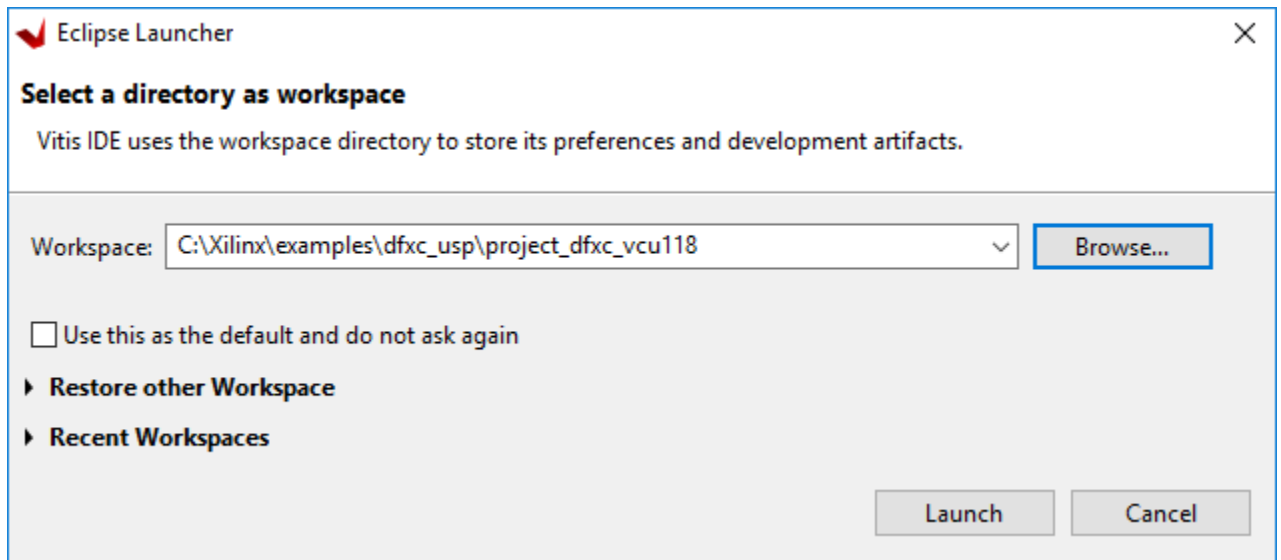 Eclipse Launcher
Select a directory as workspace
Vitis IDE uses the workspace directory to store its preferences and development artifacts.
Workspace: C:\Xilinx\examples\dfxc_usp\project_dfxc_vcu118 Browse...
Use this as the default and do not ask again
Restore other Workspace
Recent Workspaces
Launch Cancel